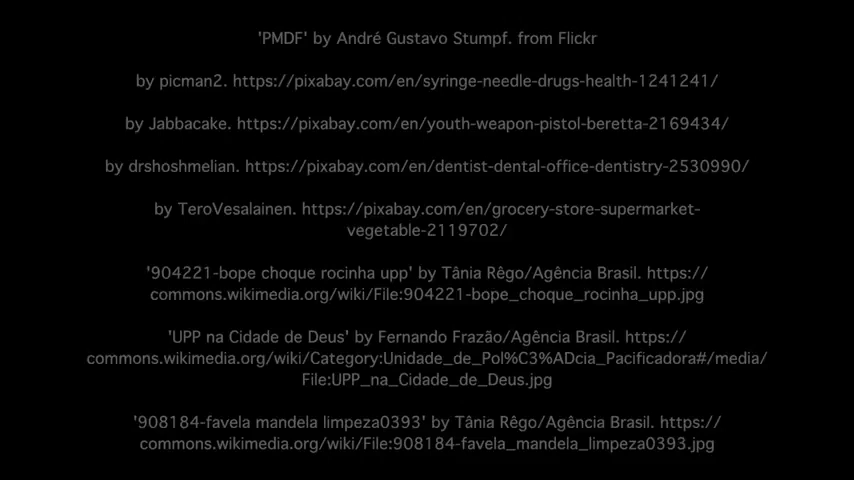 'PMDF' by André Gustavo Stumpf. from Flickr
by picman2. https://pixabay.com/en/syringe-needle-drugs-health-1241241/
by Jabbacake. https://pixabay.com/en/youth-weapon-pistol-beretta-2169434/
by drshoshmelian. https://pixabay.com/en/dentist-dental-office-dentistry-2530990/
by TeroVesalainen. https://pixabay.com/en/grocery-store-supermarket-
vegetable-2119702/
'904221-bope choque rocinha upp' by Tânia Rêgo/Agência Brasil. https://
commons.wikimedia.org/wiki/File:904221-bope_choque_rocinha_upp.jpg
'UPP na Cidade de Deus' by Fernando Frazão/Agência Brasil. https://
commons.wikimedia.org/wiki/Category:Unidade_de_Pol%C3%ADcia_Pacificadora#/media/
File:UPP_na_Cidade_de_Deus.jpg
'908184-favela mandela limpeza0393' by Tânia Rêgo/Agência Brasil. https://
commons.wikimedia.org/wiki/File:908184-favela_mandela_limpeza0393.jpg